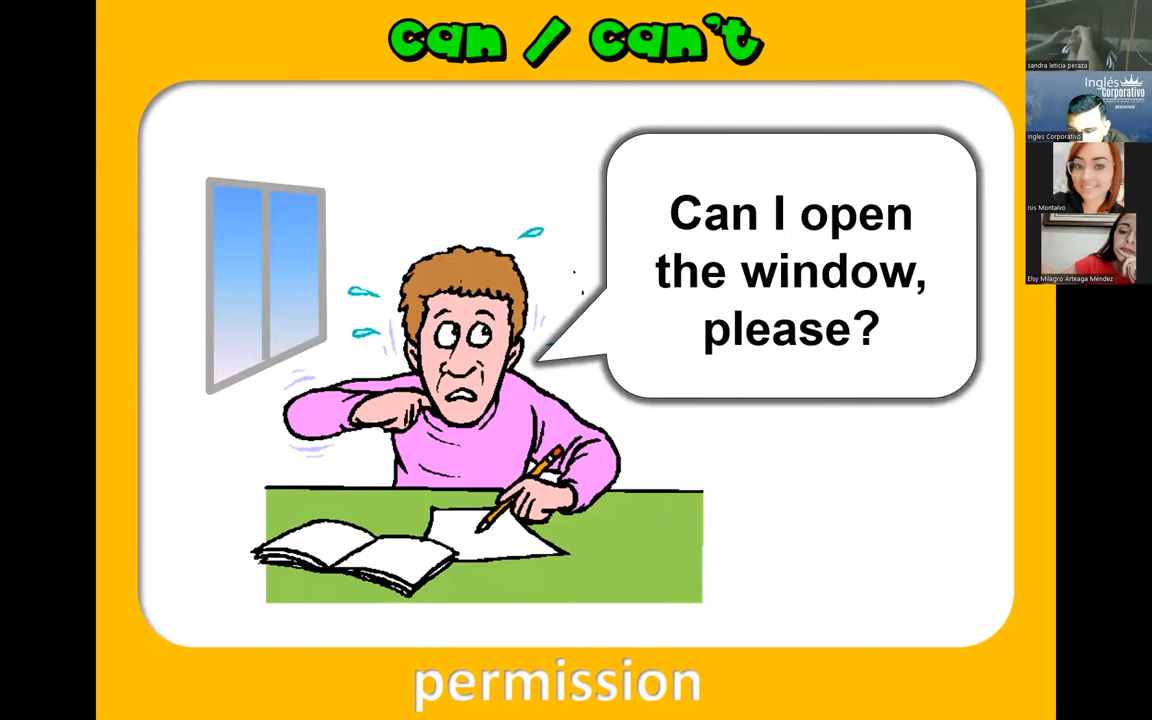 can / can't
Can I open
the window,
please?
permission
sandra leticia peraza
Inglés
Corporativo
BEGINNER
Ingles Corporativo
Isis Montalvo
Elsy Milagro Arteaga Méndez